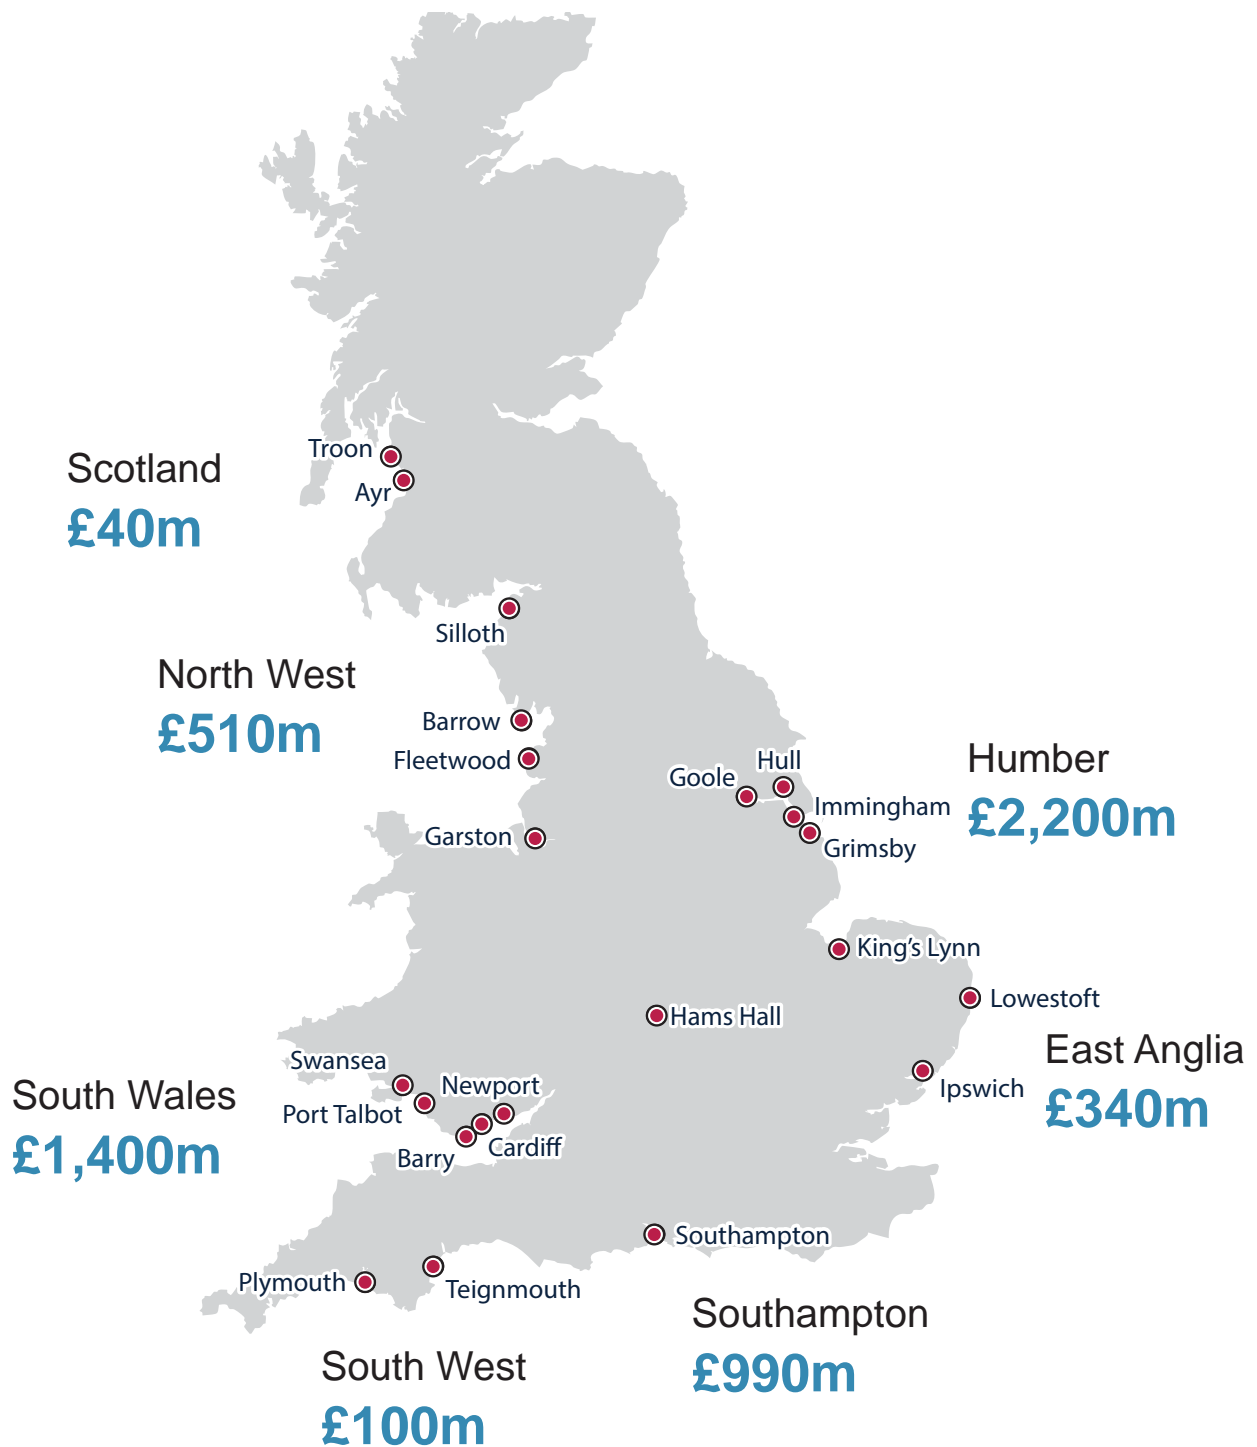 Troon
Ayr
Scotland
£40m
Silloth
North West
£510m
Barrow
Fleetwood
Garston
Hull
Goole
Immingham
Grimsby
Humber
£2,200m
King's Lynn
Lowestoft
Hams Hall
East Anglia
£340m
Ipswich
Swansea
Newport
Port Talbot
Cardiff
Barry
South Wales
£1,400m
Southampton
Plymouth
Teignmouth
Southampton
£990m
South West
£100m